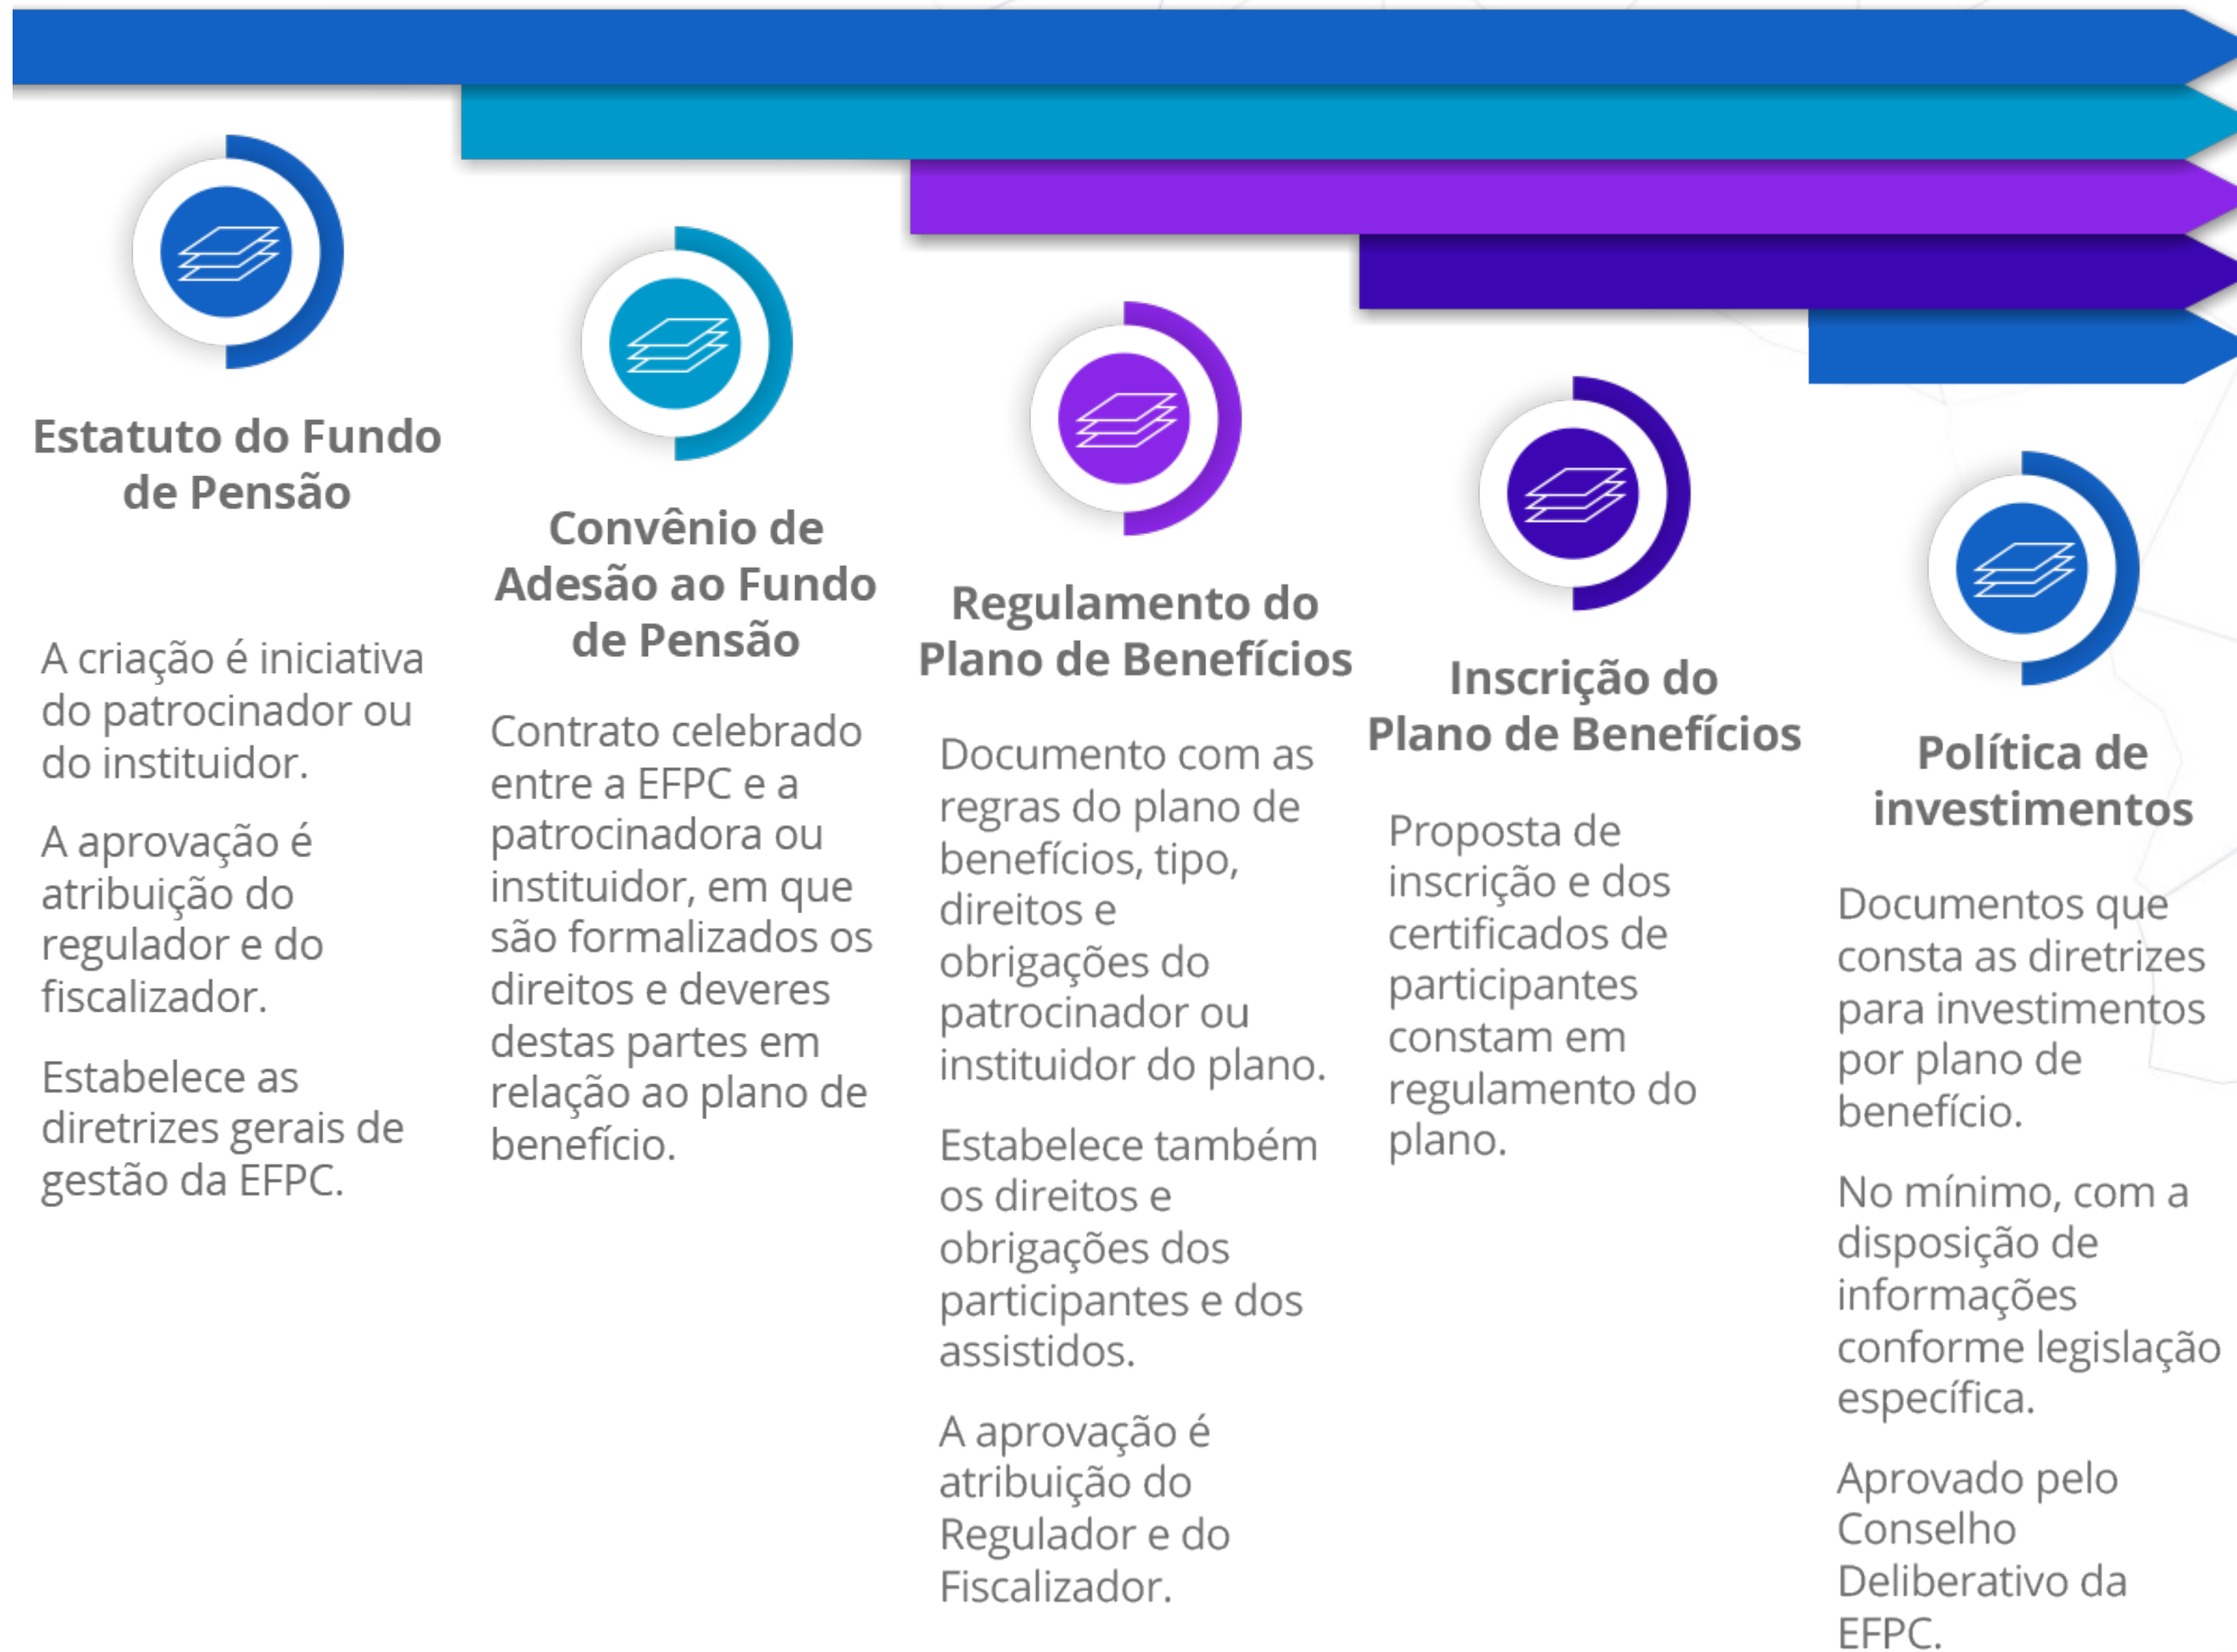 Estatuto do Fundo
de Pensão
A criação é iniciativa
do patrocinador ou
do instituidor.
A aprovação é
atribuição do
regulador e do
fiscalizador.
Estabelece as
diretrizes gerais de
gestão da EFPC.
Convênio de
Adesão ao Fundo
de Pensão
Contrato celebrado
entre a EFPC e a
patrocinadora ou
instituidor, em que
são formalizados os
direitos e deveres
destas partes em
relação ao plano de
benefício.
Regulamento do
Plano de Benefícios
Documento com as
regras do plano de
benefícios, tipo,
direitos e
obrigações do
patrocinador ou
instituidor do plano.
Estabelece também
os direitos e
obrigações dos
participantes e dos
assistidos.
A aprovação é
atribuição do
Regulador e do
Fiscalizador.
Inscrição do
Plano de Benefícios
Proposta de
inscrição e dos
certificados de
participantes
constam em
regulamento do
plano.
Política de
investimentos
Documentos que
consta as diretrizes
para investimentos
por plano de
benefício.
No mínimo, com a
disposição de
informações
conforme legislação
específica.
Aprovado pelo
Conselho
Deliberativo da
EFPC.